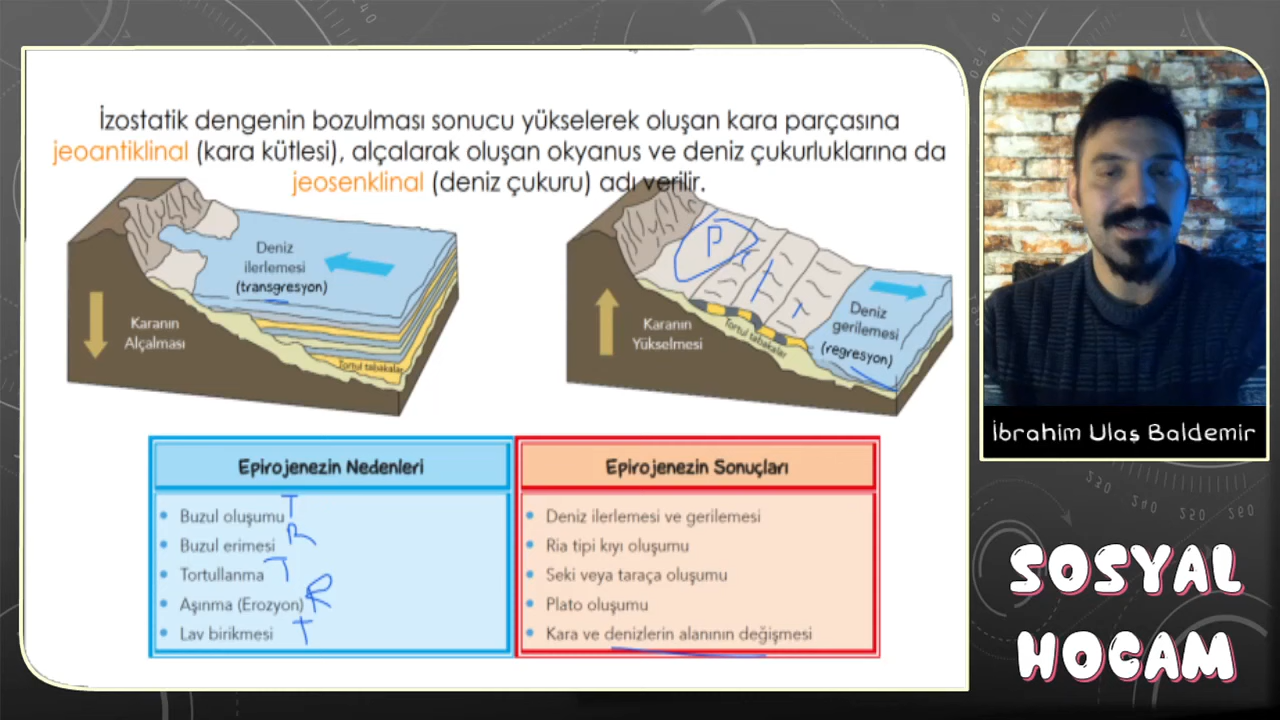 İzostatik dengenin bozulması sonucu yükselerek oluşan kara parçasına
jeoantiklinal (kara kütlesi), alçalarak oluşan okyanus ve deniz çukurluklarına da
jeosenklinal (deniz çukuru) adı verilir.
Deniz
ilerlemesi
(transgresyon)
Karanın
Alçalması
Tortul tabakalar
P
Karanın
Yükselmesi
Tortul tabakalar
Deniz
gerilemesi
(regresyon)
Epirojenezin Nedenleri
• Buzul oluşumu T
• Buzul erimesi R
• Tortullanma T
• Aşınma (Erozyon) R
• Lav birikmesi T
Epirojenezin Sonuçları
• Deniz ilerlemesi ve gerilemesi
• Ria tipi kıyı oluşumu
• Seki veya taraça oluşumu
• Plato oluşumu
• Kara ve denizlerin alanının değişmesi
İbrahim Ulaş Baldemir
SOSYAL
HOCAM